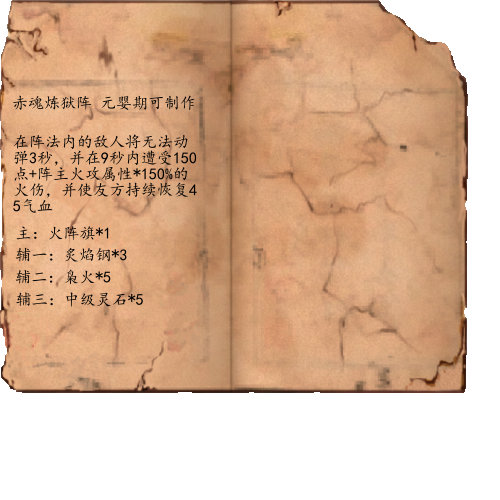 赤魂炼狱阵 元婴期可制作
在阵法内的敌人将无法动
弹3秒，并在9秒内遭受150
点+阵主火攻属性*150%的
火伤，并使友方持续恢复4
5气血
主：火阵旗*1
辅一：炙焰钢*3
辅二：枭火*5
辅三：中级灵石*5